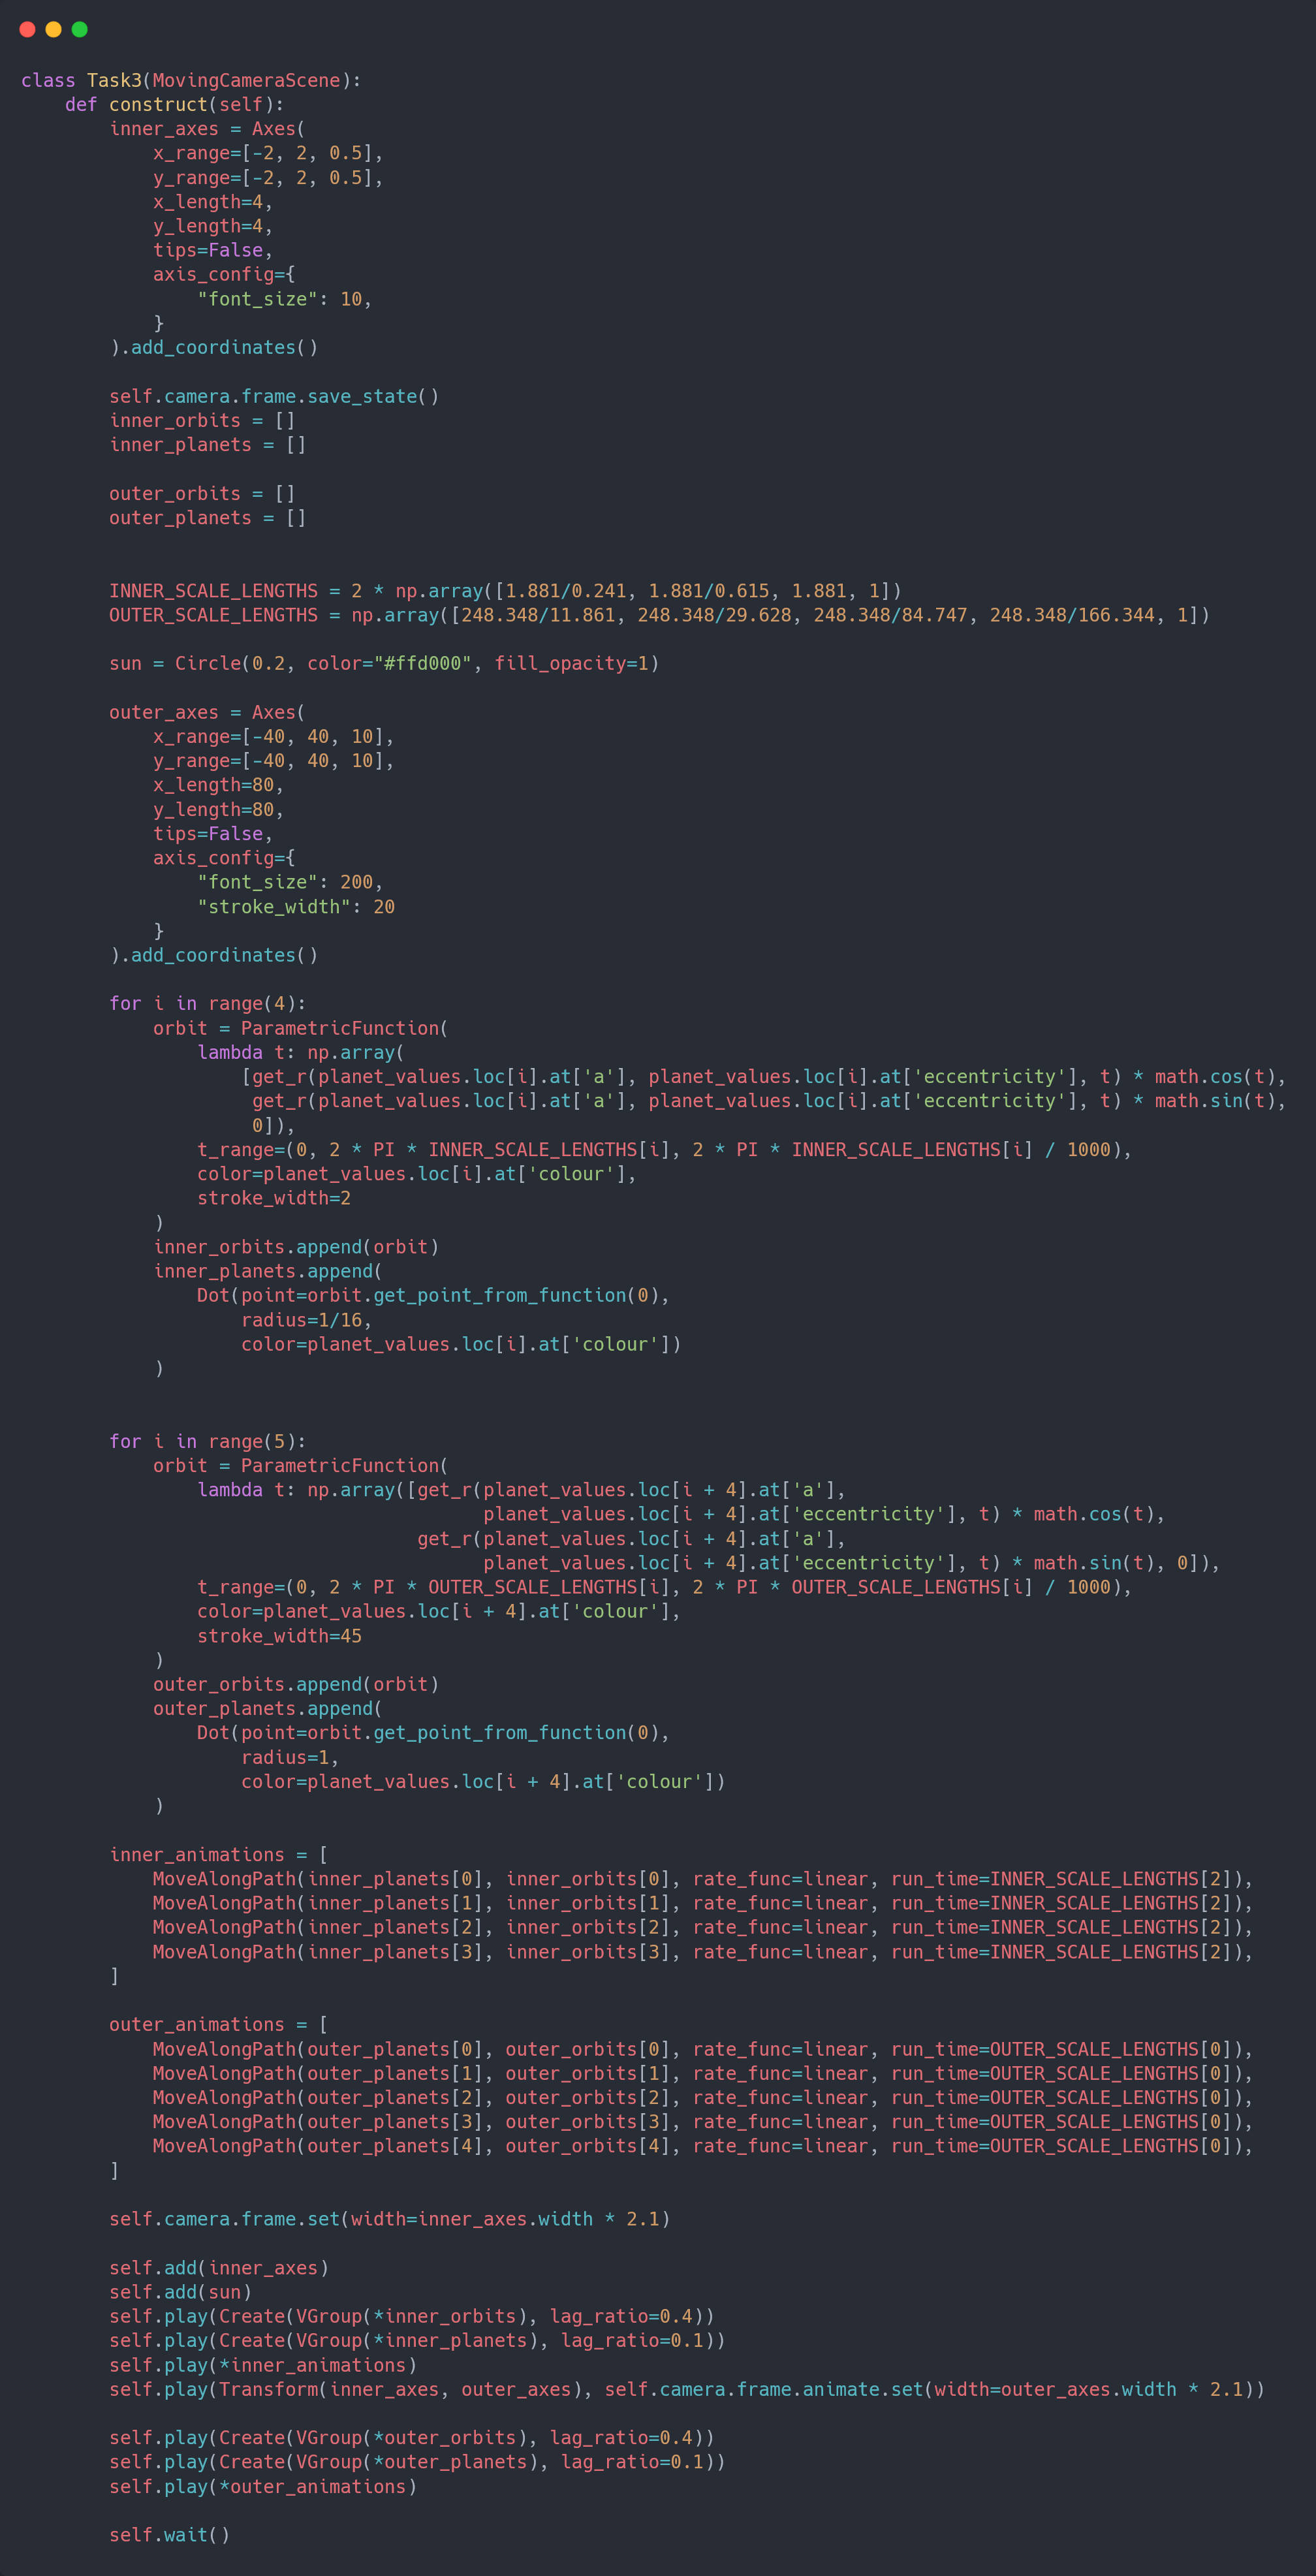 class Task3(MovingCameraScene):
    def construct(self):
        inner_axes = Axes(
            x_range=[-2, 2, 0.5],
            y_range=[-2, 2, 0.5],
            x_length=4,
            y_length=4,
            tips=False,
            axis_config={
                "font_size": 10,
            }
        ).add_coordinates()

        self.camera.frame.save_state()
        inner_orbits = []
        inner_planets = []

        outer_orbits = []
        outer_planets = []


        INNER_SCALE_LENGTHS = 2 * np.array([1.881/0.241, 1.881/0.615, 1.881, 1])
        OUTER_SCALE_LENGTHS = np.array([248.348/11.861, 248.348/29.628, 248.348/84.747, 248.348/166.344, 1])

        sun = Circle(0.2, color="#ffd000", fill_opacity=1)

        outer_axes = Axes(
            x_range=[-40, 40, 10],
            y_range=[-40, 40, 10],
            x_length=80,
            y_length=80,
            tips=False,
            axis_config={
                "font_size": 200,
                "stroke_width": 20
            }
        ).add_coordinates()

        for i in range(4):
            orbit = ParametricFunction(
                lambda t: np.array(
                    [get_r(planet_values.loc[i].at['a'], planet_values.loc[i].at['eccentricity'], t) * math.cos(t),
                     get_r(planet_values.loc[i].at['a'], planet_values.loc[i].at['eccentricity'], t) * math.sin(t),
                     0]),
                t_range=(0, 2 * PI * INNER_SCALE_LENGTHS[i], 2 * PI * INNER_SCALE_LENGTHS[i] / 1000),
                color=planet_values.loc[i].at['colour'],
                stroke_width=2
            )
            inner_orbits.append(orbit)
            inner_planets.append(
                Dot(point=orbit.get_point_from_function(0),
                    radius=1/16,
                    color=planet_values.loc[i].at['colour'])
            )


        for i in range(5):
            orbit = ParametricFunction(
                lambda t: np.array([get_r(planet_values.loc[i + 4].at['a'],
                                          planet_values.loc[i + 4].at['eccentricity'], t) * math.cos(t),
                                    get_r(planet_values.loc[i + 4].at['a'],
                                          planet_values.loc[i + 4].at['eccentricity'], t) * math.sin(t), 0]),
                t_range=(0, 2 * PI * OUTER_SCALE_LENGTHS[i], 2 * PI * OUTER_SCALE_LENGTHS[i] / 1000),
                color=planet_values.loc[i + 4].at['colour'],
                stroke_width=45
            )
            outer_orbits.append(orbit)
            outer_planets.append(
                Dot(point=orbit.get_point_from_function(0),
                    radius=1,
                    color=planet_values.loc[i + 4].at['colour'])
            )

        inner_animations = [
            MoveAlongPath(inner_planets[0], inner_orbits[0], rate_func=linear, run_time=INNER_SCALE_LENGTHS[2]),
            MoveAlongPath(inner_planets[1], inner_orbits[1], rate_func=linear, run_time=INNER_SCALE_LENGTHS[2]),
            MoveAlongPath(inner_planets[2], inner_orbits[2], rate_func=linear, run_time=INNER_SCALE_LENGTHS[2]),
            MoveAlongPath(inner_planets[3], inner_orbits[3], rate_func=linear, run_time=INNER_SCALE_LENGTHS[2]),
        ]

        outer_animations = [
            MoveAlongPath(outer_planets[0], outer_orbits[0], rate_func=linear, run_time=OUTER_SCALE_LENGTHS[0]),
            MoveAlongPath(outer_planets[1], outer_orbits[1], rate_func=linear, run_time=OUTER_SCALE_LENGTHS[0]),
            MoveAlongPath(outer_planets[2], outer_orbits[2], rate_func=linear, run_time=OUTER_SCALE_LENGTHS[0]),
            MoveAlongPath(outer_planets[3], outer_orbits[3], rate_func=linear, run_time=OUTER_SCALE_LENGTHS[0]),
            MoveAlongPath(outer_planets[4], outer_orbits[4], rate_func=linear, run_time=OUTER_SCALE_LENGTHS[0]),
        ]

        self.camera.frame.set(width=inner_axes.width * 2.1)

        self.add(inner_axes)
        self.add(sun)
        self.play(Create(VGroup(*inner_orbits), lag_ratio=0.4))
        self.play(Create(VGroup(*inner_planets), lag_ratio=0.1))
        self.play(*inner_animations)
        self.play(Transform(inner_axes, outer_axes), self.camera.frame.animate.set(width=outer_axes.width * 2.1))

        self.play(Create(VGroup(*outer_orbits), lag_ratio=0.4))
        self.play(Create(VGroup(*outer_planets), lag_ratio=0.1))
        self.play(*outer_animations)

        self.wait()